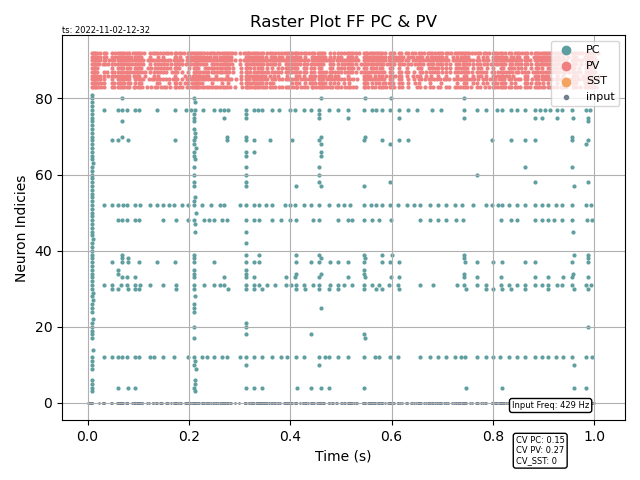 Raster Plot FF PC & PV
ts: 2022-11-02-12-32
PC
PV
SST
input
80
60
40
20
0
Neuron Indicies
Input Freq: 429 Hz
0.0 0.2 0.4 0.6 0.8 1.0
Time (s)
CV PC: 0.15
CV PV: 0.27
CV_SST: 0